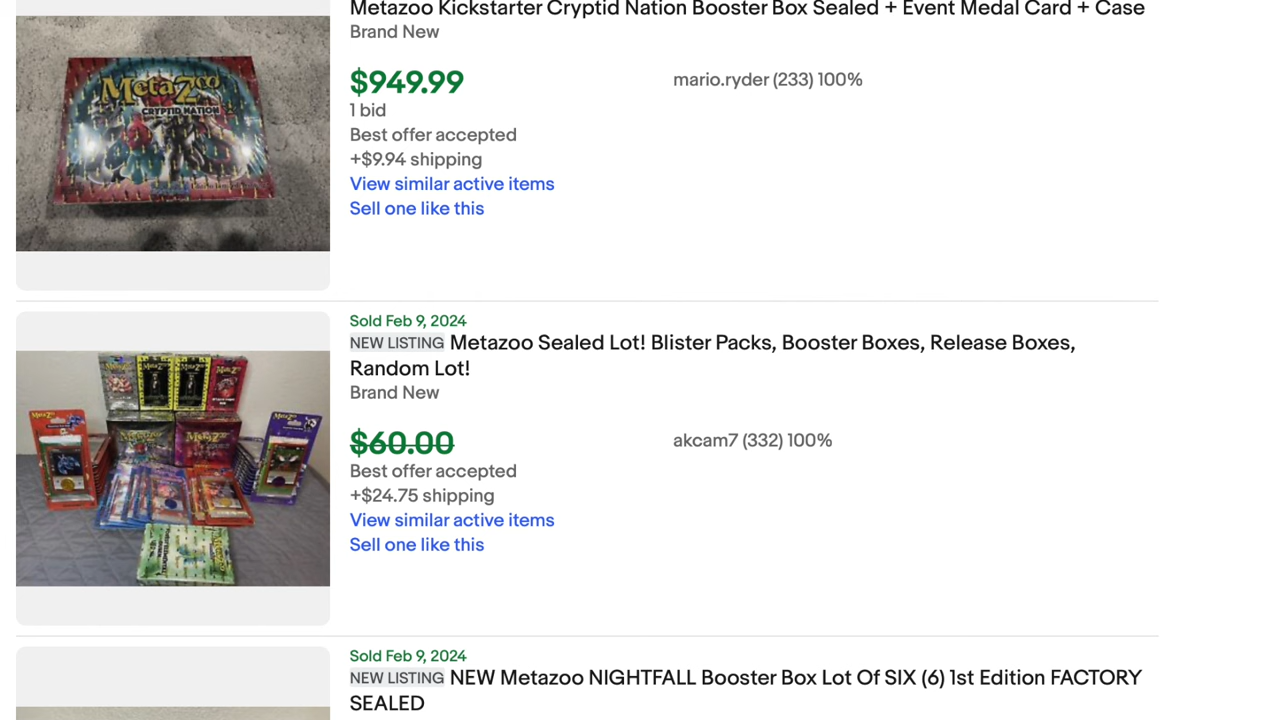 Metazoo Kickstarter Cryptid Nation Booster Box Sealed + Event Medal Card + Case
Brand New
$949.99
mario.ryder (233) 100%
1 bid
Best offer accepted
+$9.94 shipping
View similar active items
Sell one like this
MetaZoo
CRYPTID NATION
Sold Feb 9, 2024
NEW LISTING Metazoo Sealed Lot! Blister Packs, Booster Boxes, Release Boxes,
Random Lot!
Brand New
$60.00
akcam7 (332) 100%
Best offer accepted
+$24.75 shipping
View similar active items
Sell one like this
Sold Feb 9, 2024
NEW LISTING NEW Metazoo NIGHTFALL Booster Box Lot Of SIX (6) 1st Edition FACTORY
SEALED